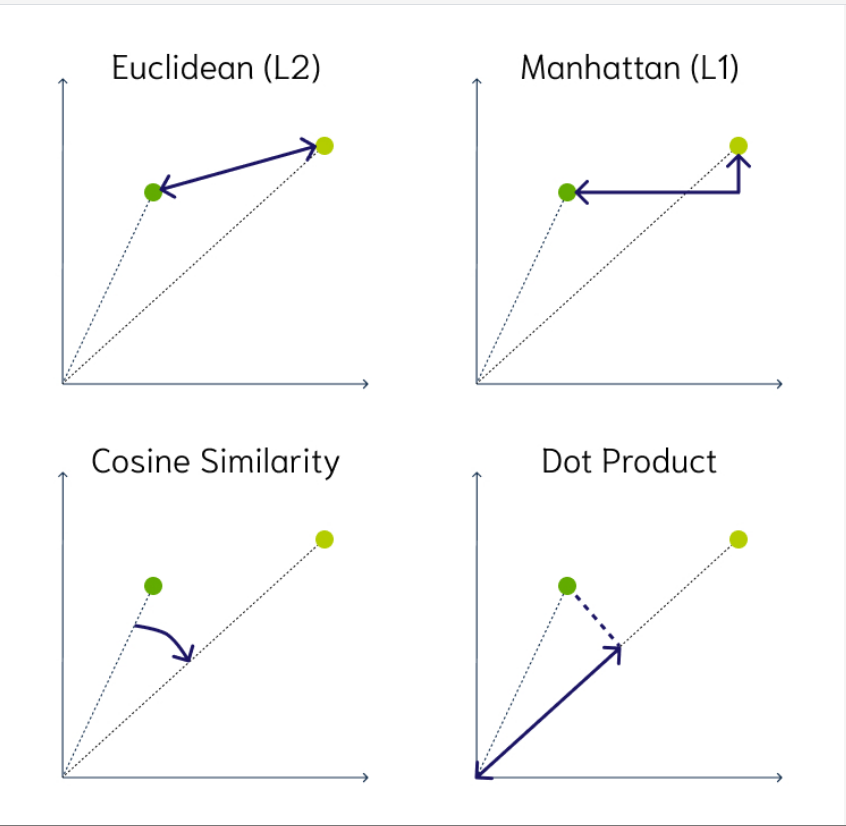 Euclidean (L2)
Manhattan (L1)
Cosine Similarity
Dot Product